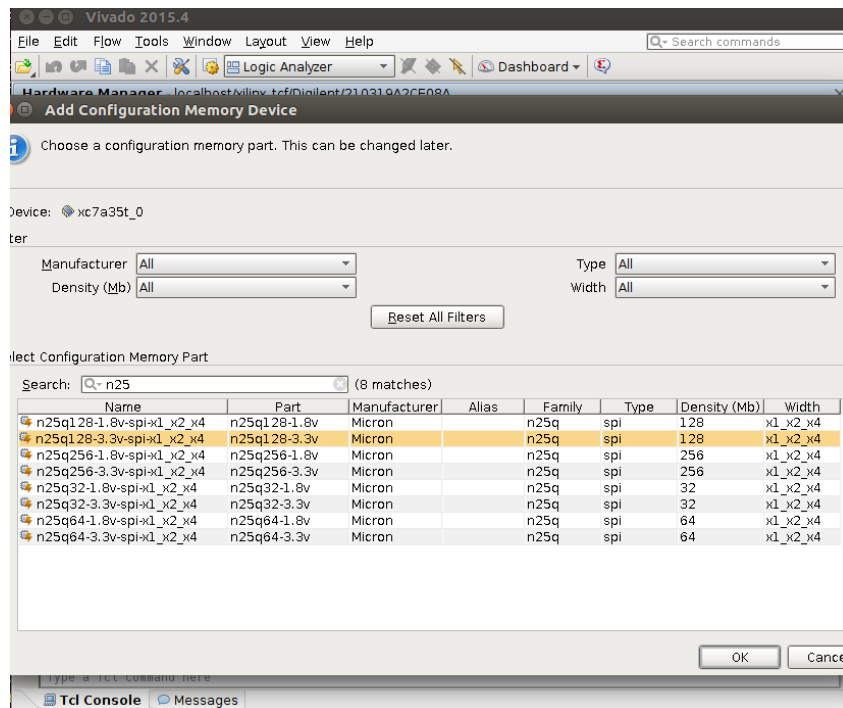 Vivado 2015.4
File Edit Flow Tools Window Layout View Help
Search commands
Logic Analyzer
Dashboard
Hardware Manager - localhost/xilinx_tcf/Digilent/210319A2CE08A
Add Configuration Memory Device
Choose a configuration memory part. This can be changed later.
Device: xc7a35t_0
ter
Manufacturer All Type All
Density (Mb) All Width All
Reset All Filters
elect Configuration Memory Part
Search: n25 (8 matches)
Name Part Manufacturer Alias Family Type Density (Mb) Width
n25q128-1.8v-spi-x1_x2_x4 n25q128-1.8v Micron n25q spi 128 x1_x2_x4
n25q128-3.3v-spi-x1_x2_x4 n25q128-3.3v Micron n25q spi 128 x1_x2_x4
n25q256-1.8v-spi-x1_x2_x4 n25q256-1.8v Micron n25q spi 256 x1_x2_x4
n25q256-3.3v-spi-x1_x2_x4 n25q256-3.3v Micron n25q spi 256 x1_x2_x4
n25q32-1.8v-spi-x1_x2_x4 n25q32-1.8v Micron n25q spi 32 x1_x2_x4
n25q32-3.3v-spi-x1_x2_x4 n25q32-3.3v Micron n25q spi 32 x1_x2_x4
n25q64-1.8v-spi-x1_x2_x4 n25q64-1.8v Micron n25q spi 64 x1_x2_x4
n25q64-3.3v-spi-x1_x2_x4 n25q64-3.3v Micron n25q spi 64 x1_x2_x4
OK Cance
Type a Tcl command here
Tcl Console Messages